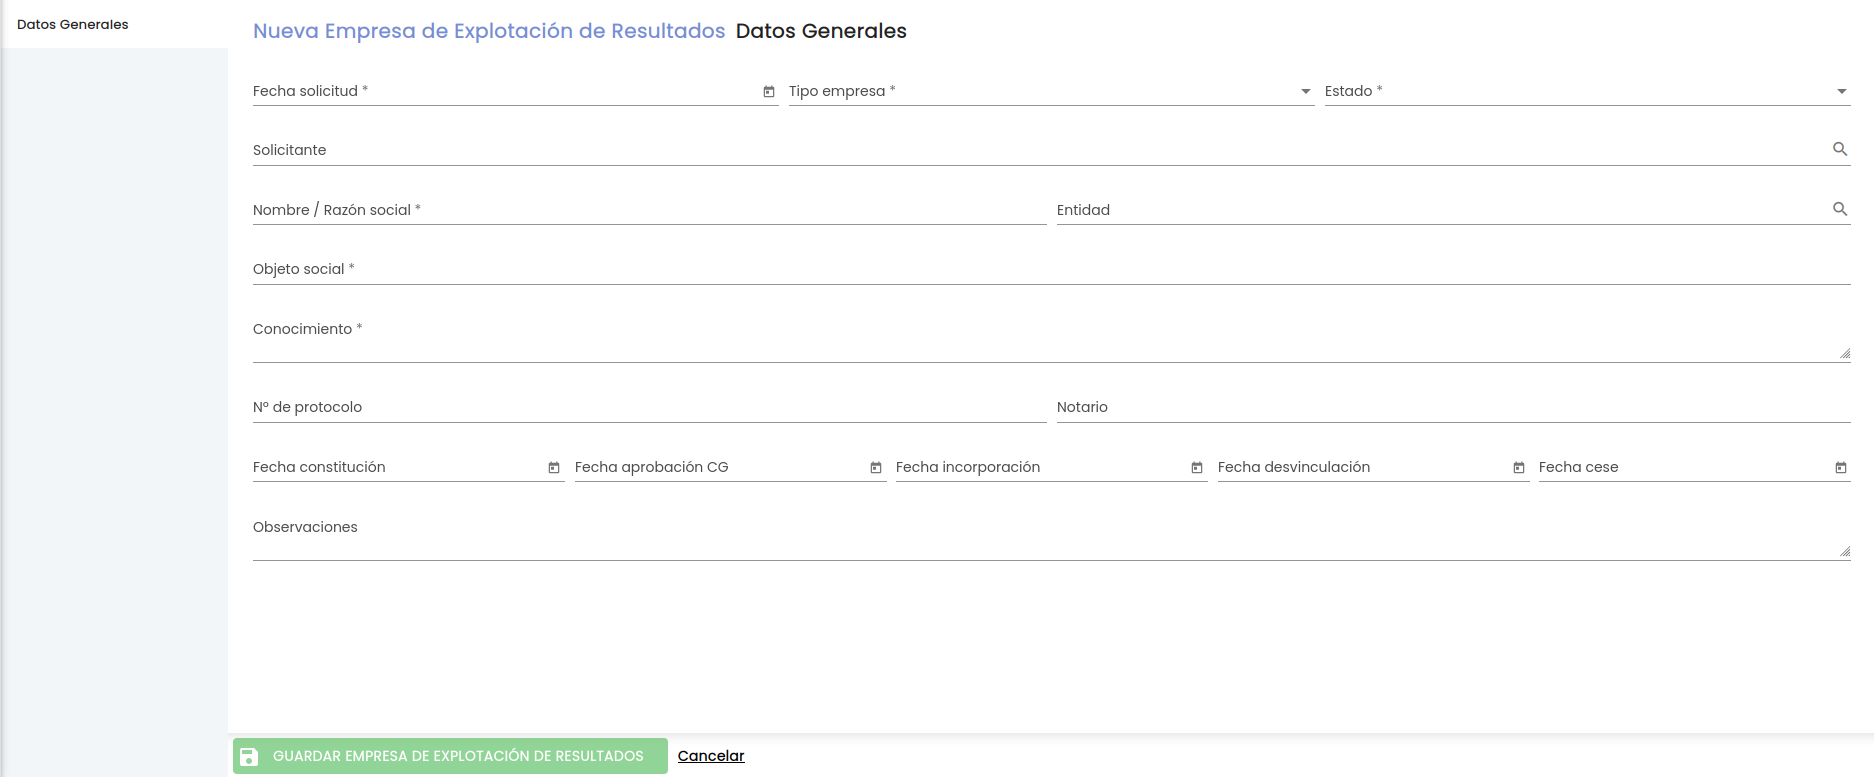 Datos Generales
Nueva Empresa de Explotación de Resultados Datos Generales
Fecha solicitud * Tipo empresa * Estado *
Solicitante
Nombre / Razón social * Entidad
Objeto social *
Conocimiento *
Nº de protocolo Notario
Fecha constitución Fecha aprobación CG Fecha incorporación Fecha desvinculación Fecha cese
Observaciones
GUARDAR EMPRESA DE EXPLOTACIÓN DE RESULTADOS Cancelar